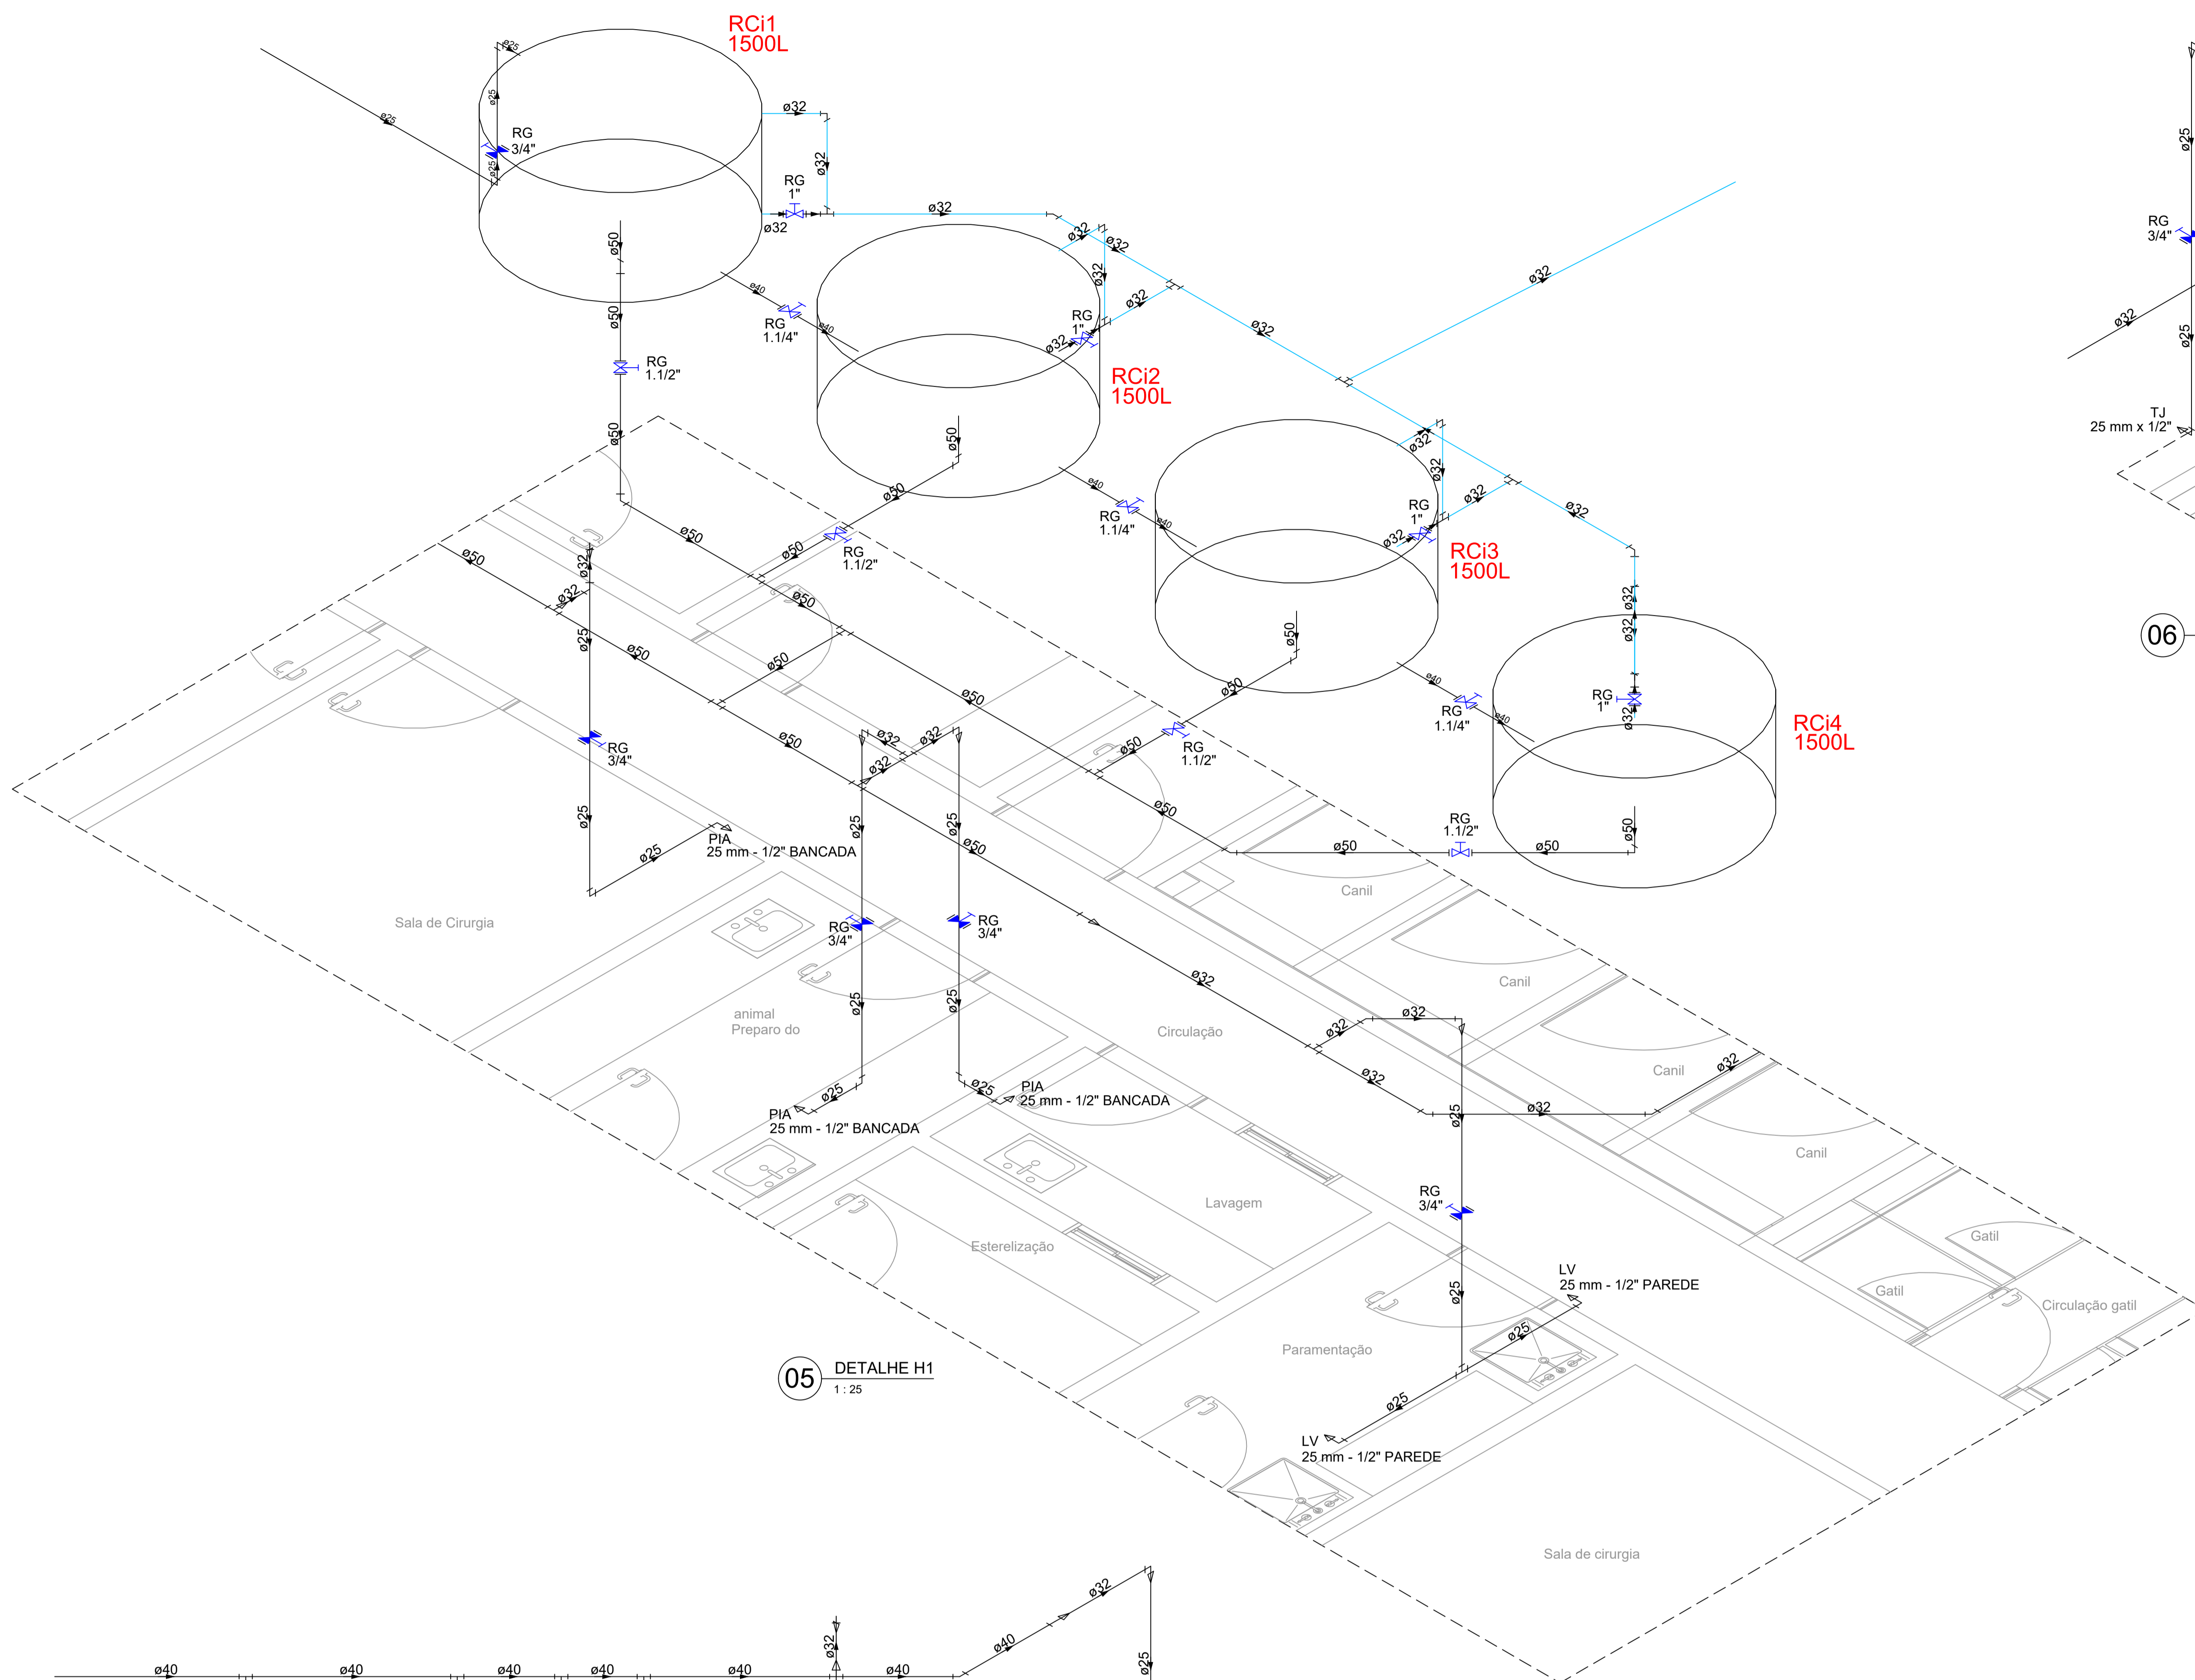 RCi1
1500L
ø25
ø25
ø25
RG
3/4"
ø25
ø32
ø32
RG
1"
ø32
ø32
ø32
ø32
ø32
ø32
RG
1"
ø32
ø32
ø32
ø50
ø50
RG
1.1/2"
ø50
ø40
RG
1.1/4"
ø40
RCi2
1500L
ø25
RG
3/4"
ø32
ø25
TJ
25 mm x 1/2"
06
ø50
ø50
RG
1.1/2"
ø50
ø50
ø40
RG
1.1/4"
ø40
ø32
ø32
RG
1"
ø32
ø32
ø32
RCi3
1500L
ø50
ø32
ø32
ø25
ø50
ø50
ø50
ø50
ø50
ø50
RG
1.1/2"
ø50
ø50
ø40
RG
1.1/4"
ø40
ø32
ø32
RG
1"
ø32
RCi4
1500L
RG
3/4"
ø50
ø32
ø32
ø32
ø50
RG
1.1/2"
ø50
ø50
ø50
ø25
ø25
PIA
25 mm - 1/2" BANCADA
ø25
ø25
ø50
Canil
Sala de Cirurgia
RG
3/4"
RG
3/4"
ø32
Canil
ø25
ø25
animal
Preparo do
Circulação
ø32
ø32
Canil
ø32
ø32
ø25
ø32
ø25
PIA
25 mm - 1/2" BANCADA
ø25
PIA
25 mm - 1/2" BANCADA
Canil
RG
3/4"
Lavagem
Esterelização
Gatil
Gatil
Circulação gatil
ø25
LV
25 mm - 1/2" PAREDE
ø25
Paramentação
05
DETALHE H1
1 : 25
ø25
LV
25 mm - 1/2" PAREDE
Sala de cirurgia
ø40
ø40
ø40
ø40
ø40
ø32
ø40
ø40
ø32
ø25